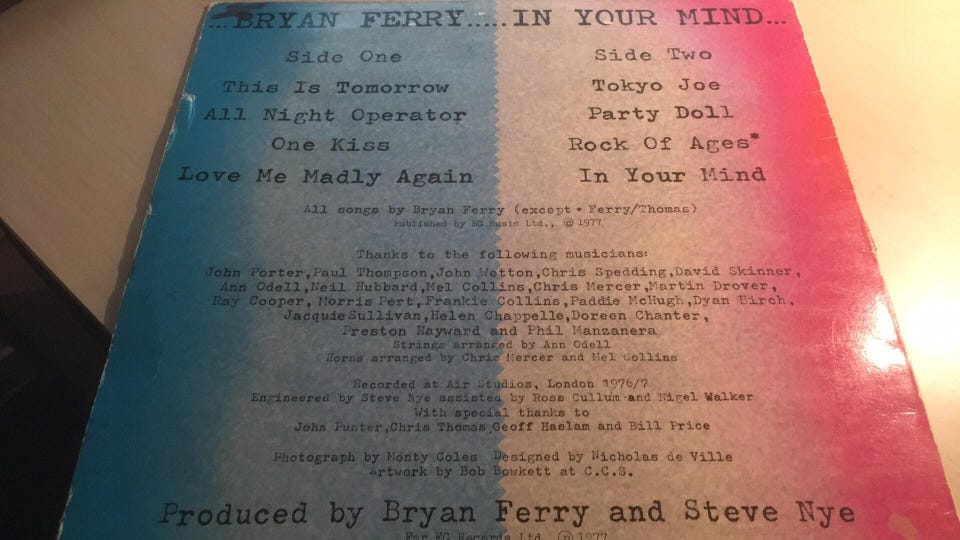 ...BRYAN FERRY.....IN YOUR MIND...
Side One
This Is Tomorrow
All Night Operator
One Kiss
Love Me Madly Again
Side Two
Tokyo Joe
Party Doll
Rock Of Ages*
In Your Mind
All songs by Bryan Ferry (except * Ferry/Thomas)
Published by EG Music Ltd., ©1977
Thanks to the following musicians:
John Porter,Paul Thompson,John Wetton,Chris Spedding,David Skinner,
Ann Odell,Neil Hubbard,Mel Collins,Chris Mercer,Martin Drover,
Ray Cooper, Morris Pert,Frankie Collins,Paddie McHugh,Dyan Birch,
Jacquie Sullivan,Helen Chappelle,Doreen Chanter,
Preston Hayward and Phil Manzanera
Strings arranged by Ann Odell
Horns arranged by Chris Mercer and Mel Collins
Recorded at Air Studios, London 1976/7
Engineered by Steve Nye assisted by Ross Cullum and Nigel Walker
With special thanks to
John Punter,Chris Thomas,Geoff Haslam and Bill Price
Photograph by Monty Coles Designed by Nicholas de Ville
Artwork by Bob Bowkett at C.C.S.
Produced by Bryan Ferry and Steve Nye
For EG Records Ltd. ℗1977